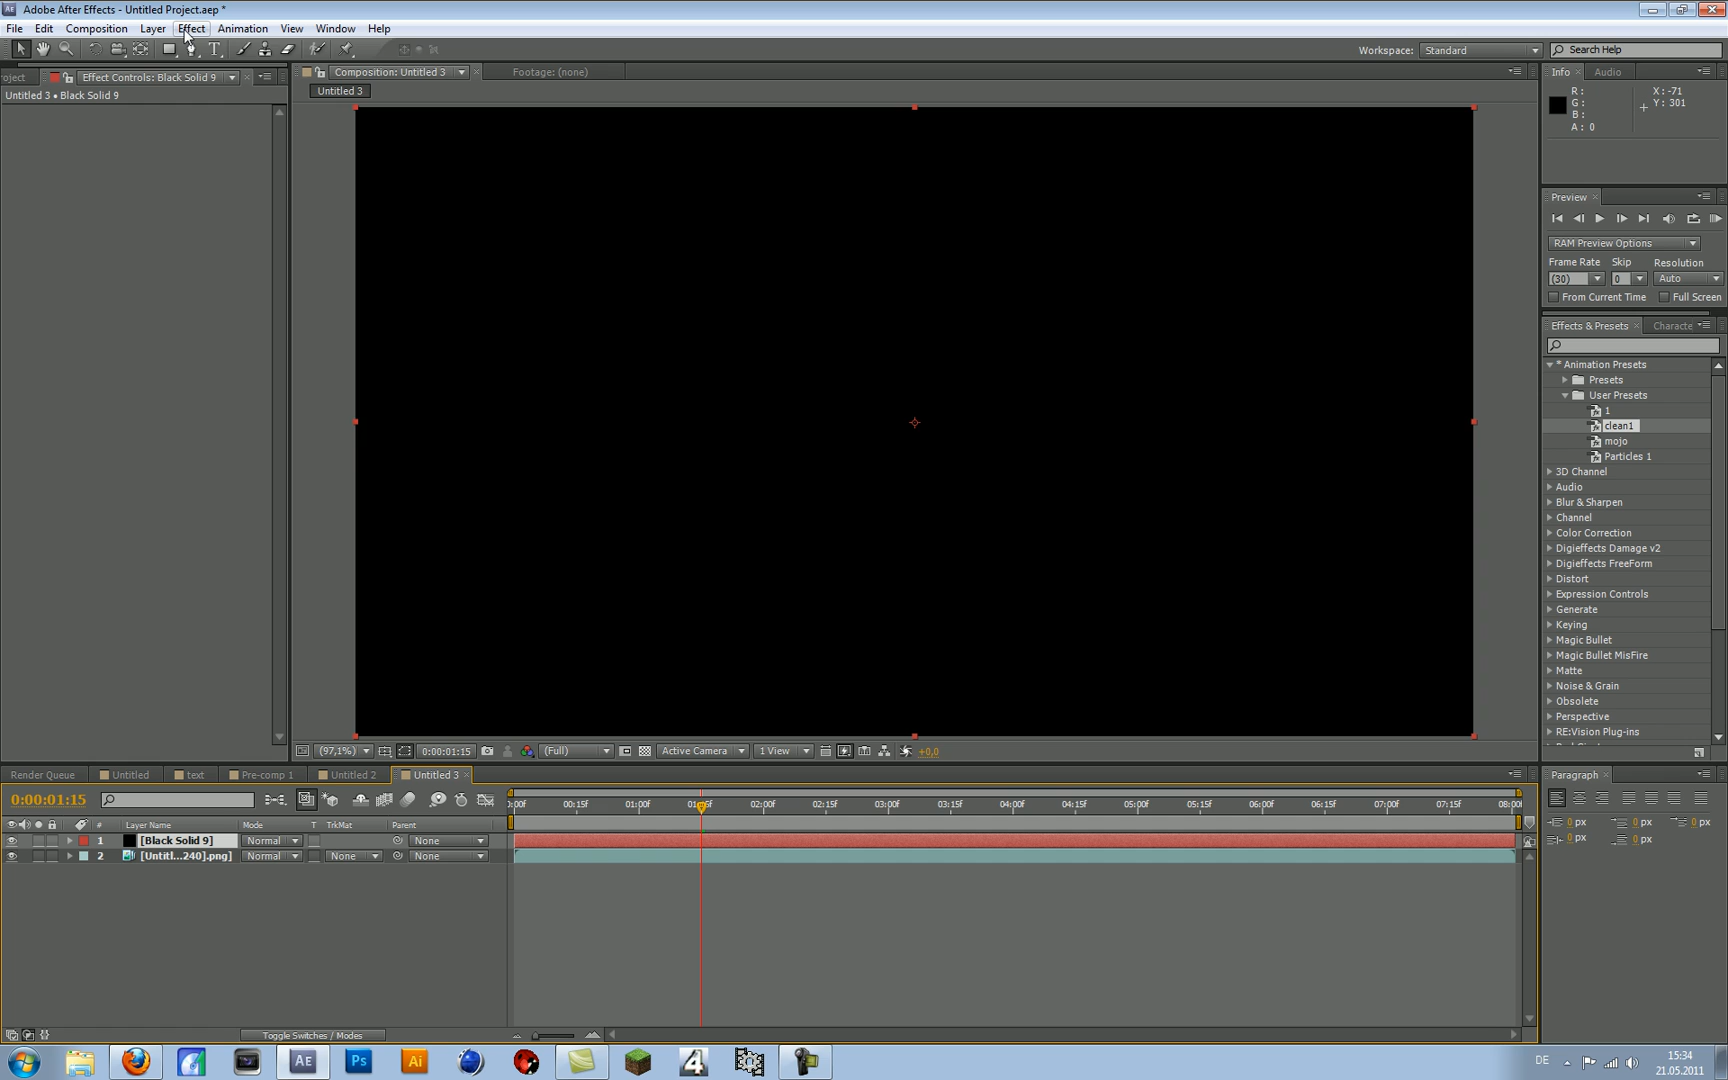 Adobe After Effects - Untitled Project.aep *
File Edit Composition Layer Effect Animation View Window Help
Workspace: Standard Search Help
roject Effect Controls: Black Solid 9 Composition: Untitled 3 Footage: (none) Info Audio
Untitled 3 • Black Solid 9 Untitled 3
R: X: -71
G: Y: 301
B:
A: 0
Preview
RAM Preview Options
Frame Rate Skip Resolution
(30) 0 Auto
From Current Time Full Screen
Effects & Presets Characte
* Animation Presets
Presets
User Presets
1
clean1
mojo
Particles 1
3D Channel
Audio
Blur & Sharpen
Channel
Color Correction
Digieffects Damage v2
Digieffects FreeForm
Distort
Expression Controls
Generate
Keying
Magic Bullet
Magic Bullet MisFire
Matte
Noise & Grain
Obsolete
Perspective
RE:Vision Plug-ins
(97,1%) 0:00:01:15 (Full) Active Camera 1 View +0,0
Render Queue Untitled text Pre-comp 1 Untitled 2 Untitled 3 Paragraph
0:00:01:15 00:15f 01:00f 02:00f 02:15f 03:00f 03:15f 04:00f 04:15f 05:00f 05:15f 06:00f 06:15f 07:00f 07:15f
# Layer Name Mode T TrkMat Parent
1 [Black Solid 9] Normal None
2 [Untitl...240].png] Normal None None
0 px 0 px 0 px
0 px 0 px
Toggle Switches / Modes
AE Ps Ai 4 DE 15:34
21.05.2011